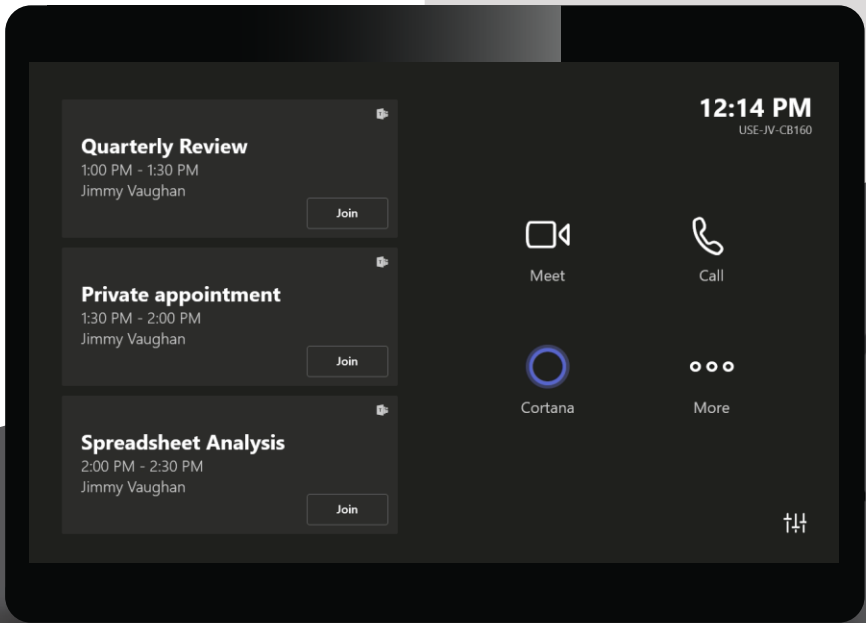 Quarterly Review
1:00 PM - 1:30 PM
Jimmy Vaughan
Join
Private appointment
1:30 PM - 2:00 PM
Jimmy Vaughan
Join
Spreadsheet Analysis
2:00 PM - 2:30 PM
Jimmy Vaughan
Join
12:14 PM
USE-JV-CB160
Meet
Call
Cortana
More